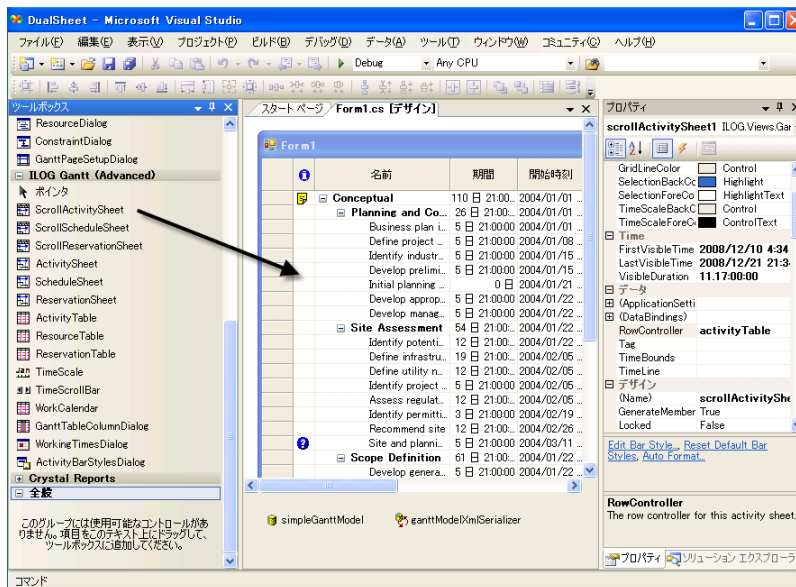 DualSheet - Microsoft Visual Studio
ファイル(F) 編集(E) 表示(V) プロジェクト(P) ビルド(B) デバッグ(D) データ(A) ツール(T) ウィンドウ(W) コミュニティ(C) ヘルプ(H)
Debug Any CPU
ツールボックス
ResourceDialog
ConstraintDialog
GanttPageSetupDialog
ILOG Gantt (Advanced)
ポインタ
ScrollActivitySheet
ScrollScheduleSheet
ScrollReservationSheet
ActivitySheet
ScheduleSheet
ReservationSheet
ActivityTable
ResourceTable
ReservationTable
TimeScale
TimeScrollBar
WorkCalendar
GanttTableColumnDialog
WorkingTimesDialog
ActivityBarStylesDialog
Crystal Reports
全般
このグループには使用可能なコントロールがあ
りません。項目をこのテキスト上にドラッグして、
ツールボックスに追加してください。
スタート ページ Form1.cs [デザイン]
Form1
名前 期間 開始時刻
Conceptual 110 日 21:00... 2004/01/01 ...
Planning and Co... 26 日 21:00:... 2004/01/01 ...
Business plan i... 5 日 21:00:00 2004/01/01 ...
Define project ... 5 日 21:00:00 2004/01/08 ...
Identify industr... 5 日 21:00:00 2004/01/15 ...
Develop prelimi... 5 日 21:00:00 2004/01/15 ...
Initial planning ... 0 日 2004/01/21 ...
Develop approp... 5 日 21:00:00 2004/01/22 ...
Develop manag... 5 日 21:00:00 2004/01/22 ...
Site Assessment 54 日 21:00:... 2004/01/22 ...
Identify potenti... 12 日 21:00:... 2004/01/22 ...
Define infrastru... 19 日 21:00:... 2004/02/05 ...
Define utility n... 12 日 21:00:... 2004/02/05 ...
Identify project ... 5 日 21:00:00 2004/02/05 ...
Assess regulat... 12 日 21:00:... 2004/02/05 ...
Identify permitti... 3 日 21:00:00 2004/02/19 ...
Recommend site 12 日 21:00:... 2004/02/26 ...
Site and planni... 5 日 21:00:00 2004/03/11 ...
Scope Definition 61 日 21:00:... 2004/01/22 ...
Develop genera... 5 日 21:00:00 2004/01/22 ...
simpleGanttModel ganttModelXmlSerializer
プロパティ
scrollActivitySheet1 ILOG.Views.Gan
GridLineColor Control
SelectionBackCo Highlight
SelectionForeCo HighlightText
TimeScaleBackC Control
TimeScaleForeC ControlText
Time
FirstVisibleTime 2008/12/10 4:34
LastVisibleTime 2008/12/21 21:3
VisibleDuration 11.17:00:00
データ
(ApplicationSetti
(DataBindings)
RowController activityTable
Tag
TimeBounds
TimeLine
デザイン
(Name) scrollActivityShe
GenerateMember True
Locked False
Edit Bar Style..., Reset Default Bar
Styles, Auto Format...
RowController
The row controller for this activity sheet.
プロパティ ソリューション エクスプローラ
コマンド